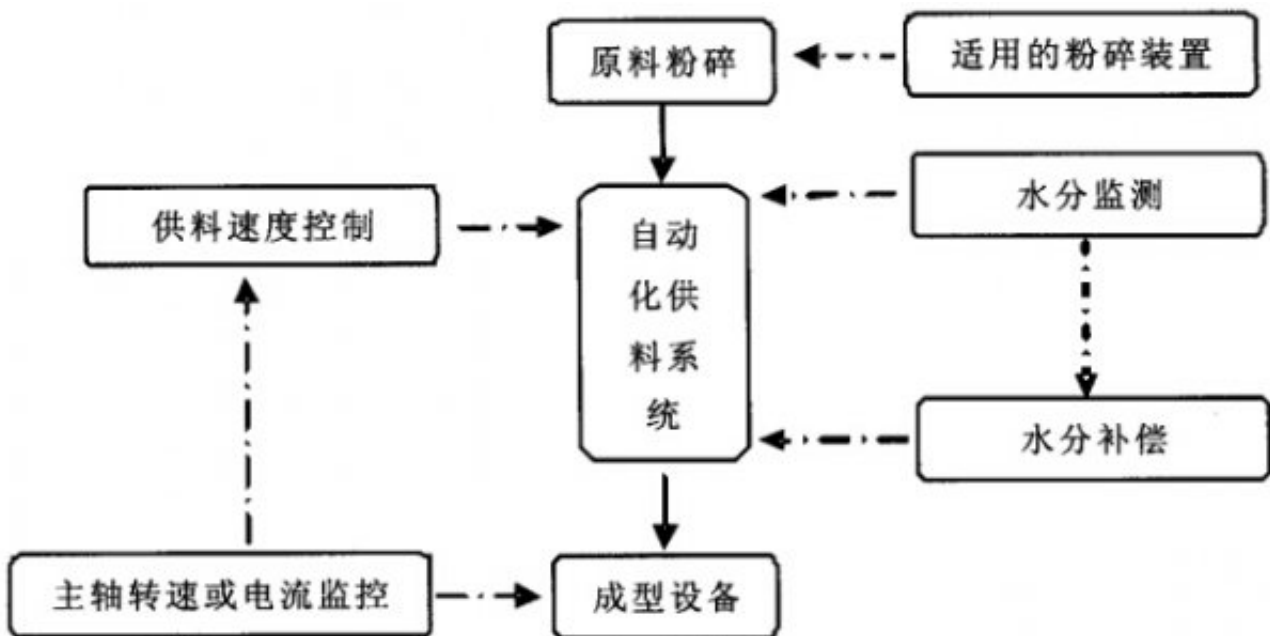 原料粉碎
适用的粉碎装置
供料速度控制
自动
化供
料系
统
水分监测
水分补偿
主轴转速或电流监控
成型设备